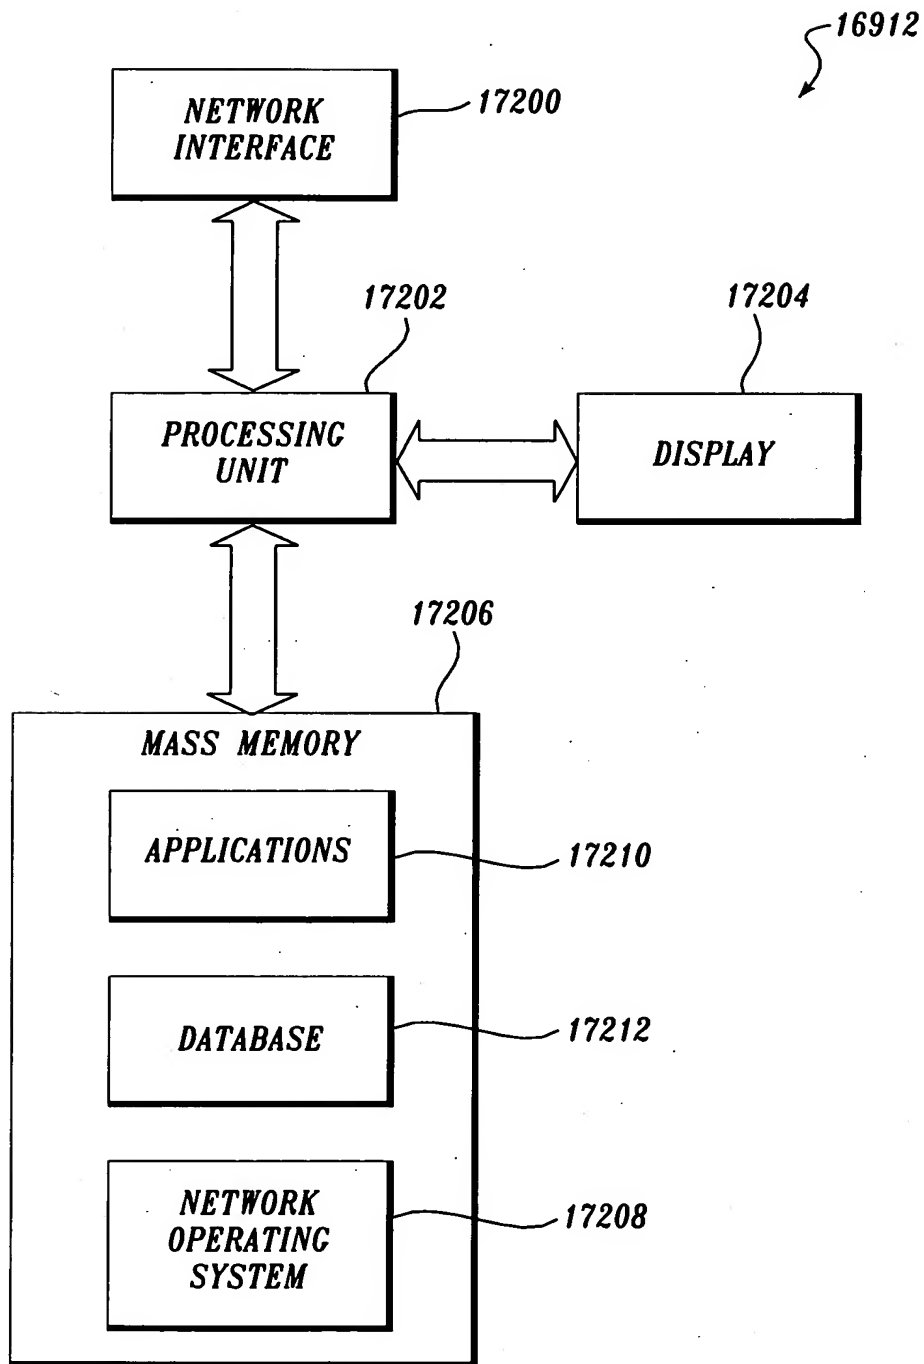 16912
NETWORK
INTERFACE
17200
17202
17204
PROCESSING
UNIT
DISPLAY
17206
MASS MEMORY
APPLICATIONS
17210
DATABASE
17212
NETWORK
OPERATING
SYSTEM
17208